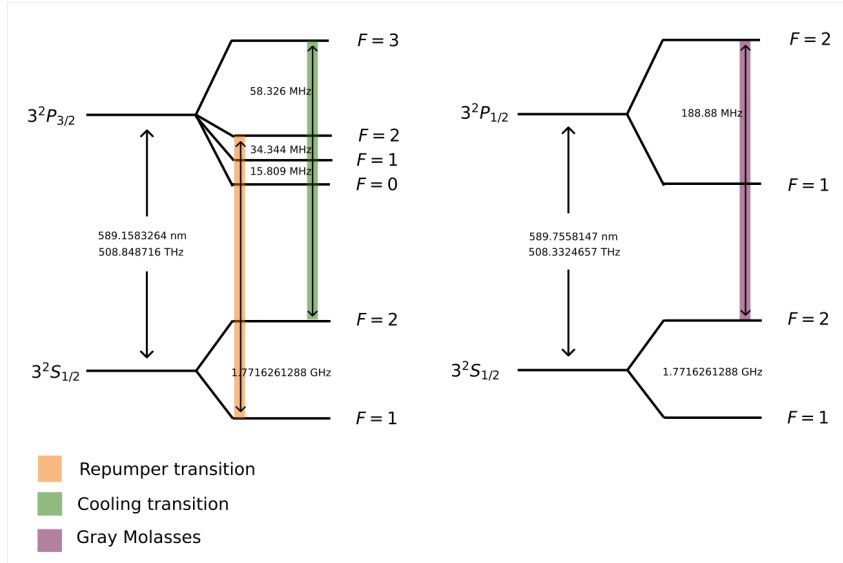 F = 3
58.326 MHz
3²P₃/₂
F = 2
34.344 MHz
F = 1
15.809 MHz
F = 0
589.1583264 nm
508.848716 THz
F = 2
3²S₁/₂
1.7716261288 GHz
F = 1
F = 2
3²P₁/₂
188.88 MHz
F = 1
589.7558147 nm
508.3324657 THz
F = 2
3²S₁/₂
1.7716261288 GHz
F = 1
Repumper transition
Cooling transition
Gray Molasses